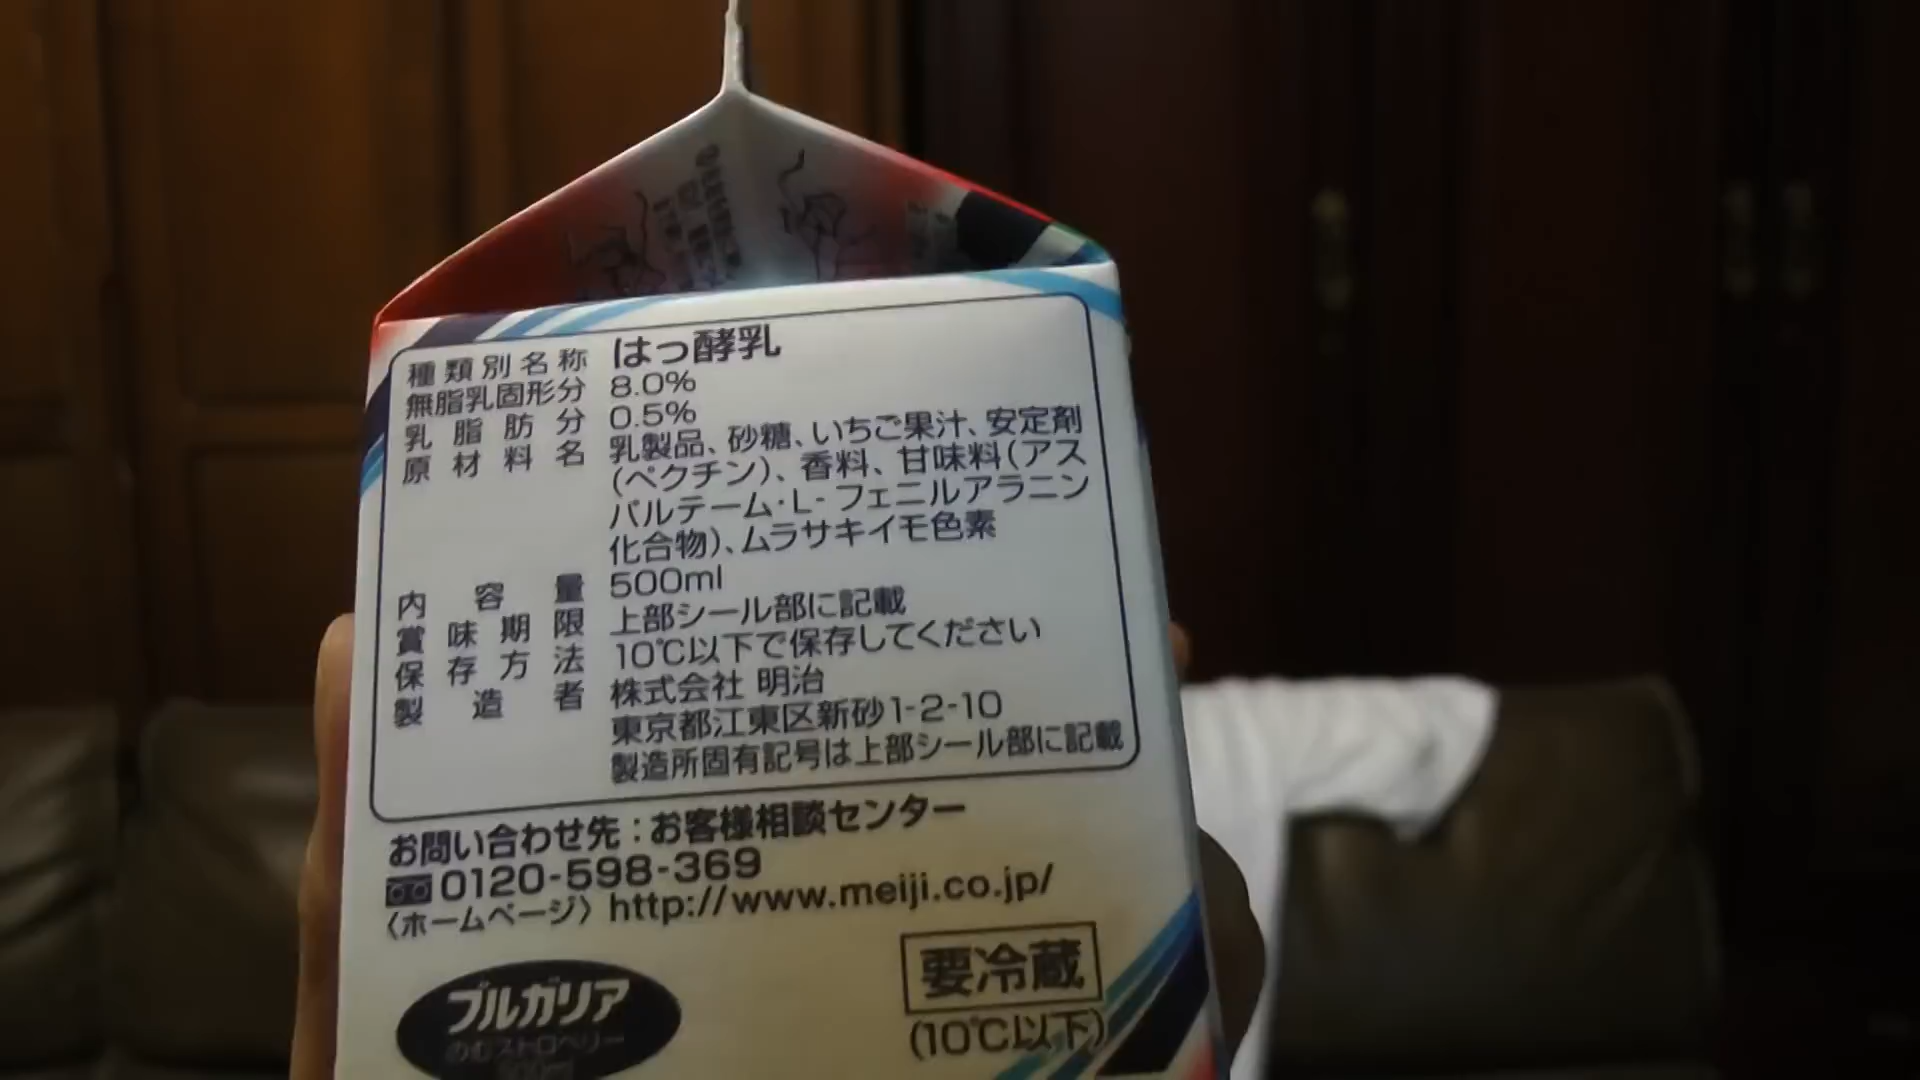 種類別名称 はっ酵乳
無脂乳固形分 8.0%
乳脂肪分 0.5%
原材料名 乳製品、砂糖、いちご果汁、安定剤
(ペクチン)、香料、甘味料(アス
パルテーム・L-フェニルアラニン
化合物)、ムラサキイモ色素
内容量 500ml
賞味期限 上部シール部に記載
保存方法 10℃以下で保存してください
製造者 株式会社 明治
東京都江東区新砂1-2-10
製造所固有記号は上部シール部に記載
お問い合わせ先:お客様相談センター
0120-598-369
〈ホームページ〉http://www.meiji.co.jp/
要冷蔵
(10℃以下)
ブルガリア
のむストロベリー
500ml